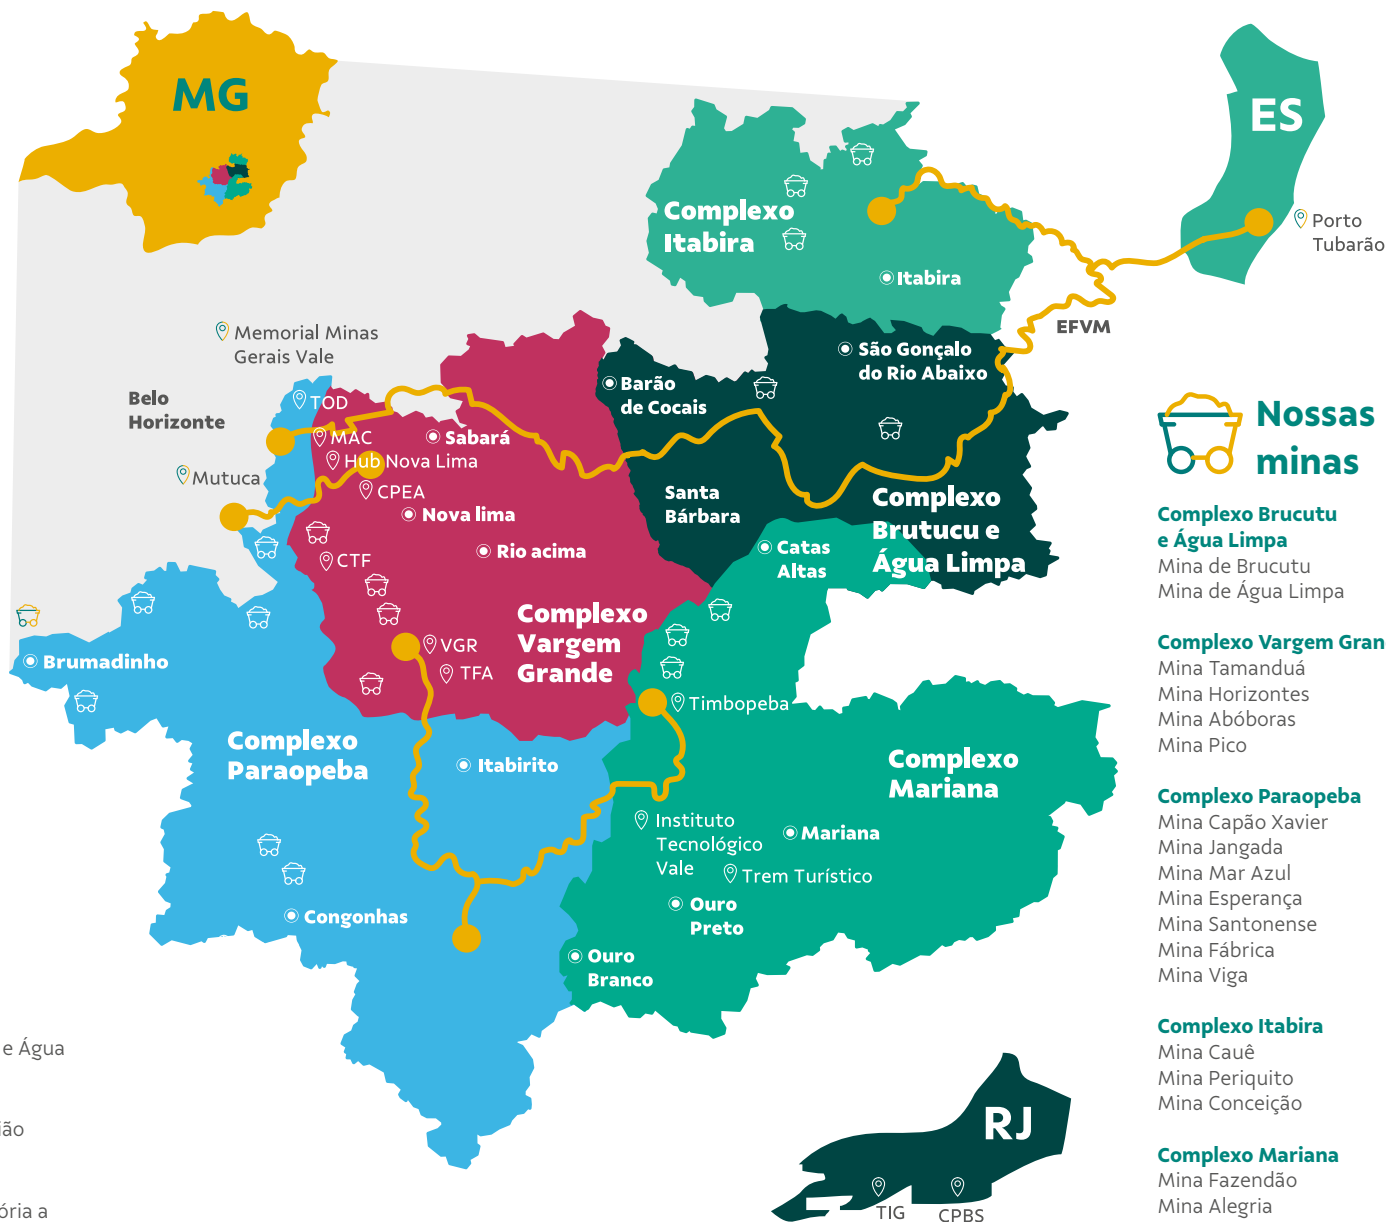 MG
ES
Porto
Tubarão
Complexo
Itabira
Itabira
EFVM
Memorial Minas
Gerais Vale
Belo
Horizonte
TOD
MAC
Hub Nova Lima
Mutuca
CPEA
Sabará
Nova lima
Rio acima
CTF
VGR
TFA
Complexo
Vargem
Grande
Barão
de Cocais
São Gonçalo
do Rio Abaixo
Santa
Bárbara
Complexo
Brutucu e
Água Limpa
Catas
Altas
Brumadinho
Complexo
Paraopeba
Itabirito
Congonhas
Timbopeba
Complexo
Mariana
Instituto
Tecnológico
Vale
Mariana
Trem Turístico
Ouro
Preto
Ouro
Branco
RJ
TIG
CPBS
e Água
ião
ória a
Nossas
minas
Complexo Brucutu
e Água Limpa
Mina de Brucutu
Mina de Água Limpa
Complexo Vargem Gran
Mina Tamanduá
Mina Horizontes
Mina Abóboras
Mina Pico
Complexo Paraopeba
Mina Capão Xavier
Mina Jangada
Mina Mar Azul
Mina Esperança
Mina Santonense
Mina Fábrica
Mina Viga
Complexo Itabira
Mina Cauê
Mina Periquito
Mina Conceição
Complexo Mariana
Mina Fazendão
Mina Alegria